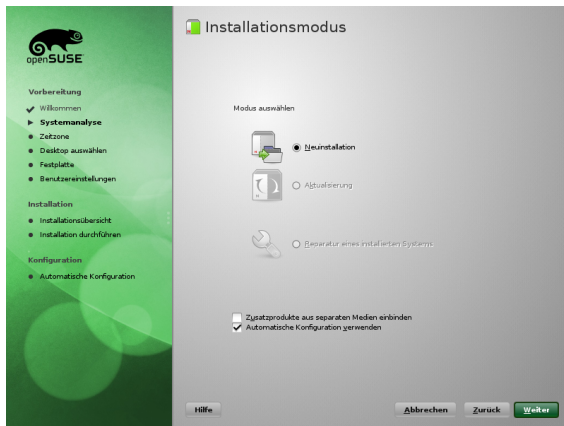 openSUSE
Installationsmodus
Vorbereitung
Willkommen
Systemanalyse
Zeitzone
Desktop auswählen
Festplatte
Benutzereinstellungen
Installation
Installationsübersicht
Installation durchführen
Konfiguration
Automatische Konfiguration
Modus auswählen
Neuinstallation
Aktualisierung
Reparatur eines installierten Systems
Zusatzprodukte aus separaten Medien einbinden
Automatische Konfiguration verwenden
Hilfe
Abbrechen
Zurück
Weiter